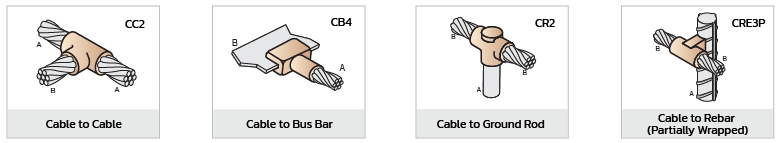 CC2
A
B
A
Cable to Cable
CB4
B
A
Cable to Bus Bar
CR2
B
B
A
Cable to Ground Rod
CRE3P
B
B
A
Cable to Rebar
(Partially Wrapped)